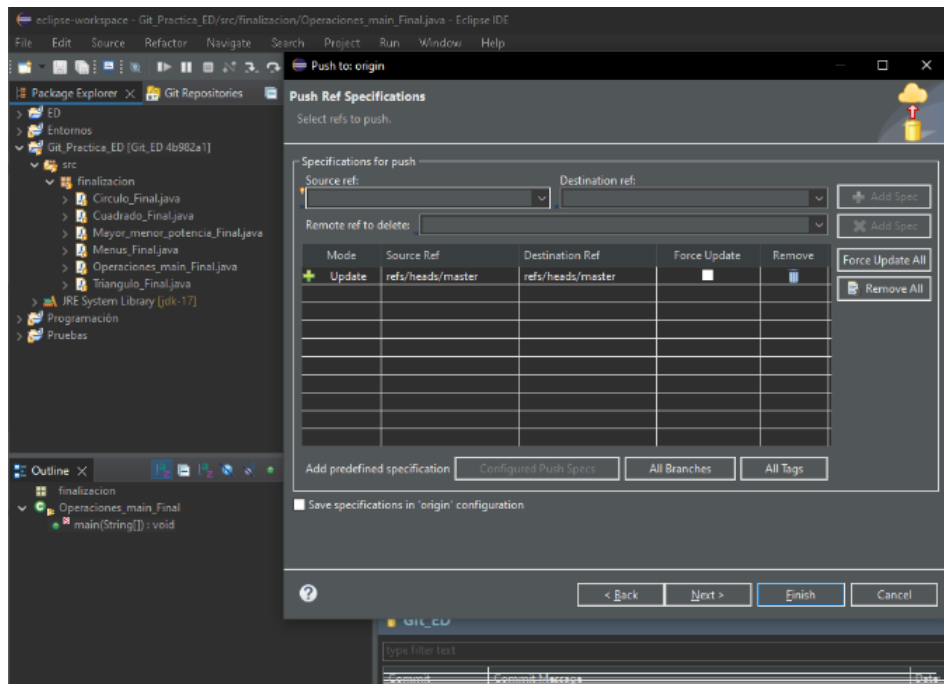 eclipse-workspace - Git_Practica_ED/src/finalizacion/Operaciones_main_Final.java - Eclipse IDE
File Edit Source Refactor Navigate Search Project Run Window Help
Push to: origin
Package Explorer Git Repositories
ED
Entornos
Git_Practica_ED [Git_ED 4b982a1]
src
finalizacion
Circulo_Final.java
Cuadrado_Final.java
Mayor_menor_potencia_Final.java
Menus_Final.java
Operaciones_main_Final.java
Triangulo_Final.java
JRE System Library [jdk-17]
Programación
Pruebas
Push Ref Specifications
Select refs to push.
Specifications for push
Source ref: Destination ref:
Add Spec
Remote ref to delete: Add Spec
Mode Source Ref Destination Ref Force Update Remove
Force Update All
Update refs/heads/master refs/heads/master
Remove All
Add predefined specification Configured Push Specs All Branches All Tags
Save specifications in 'origin' configuration
Outline
finalizacion
Operaciones_main_Final
main(String[]) : void
< Back Next > Finish Cancel
Git_ED
type filter text
Commit Commit Message Date